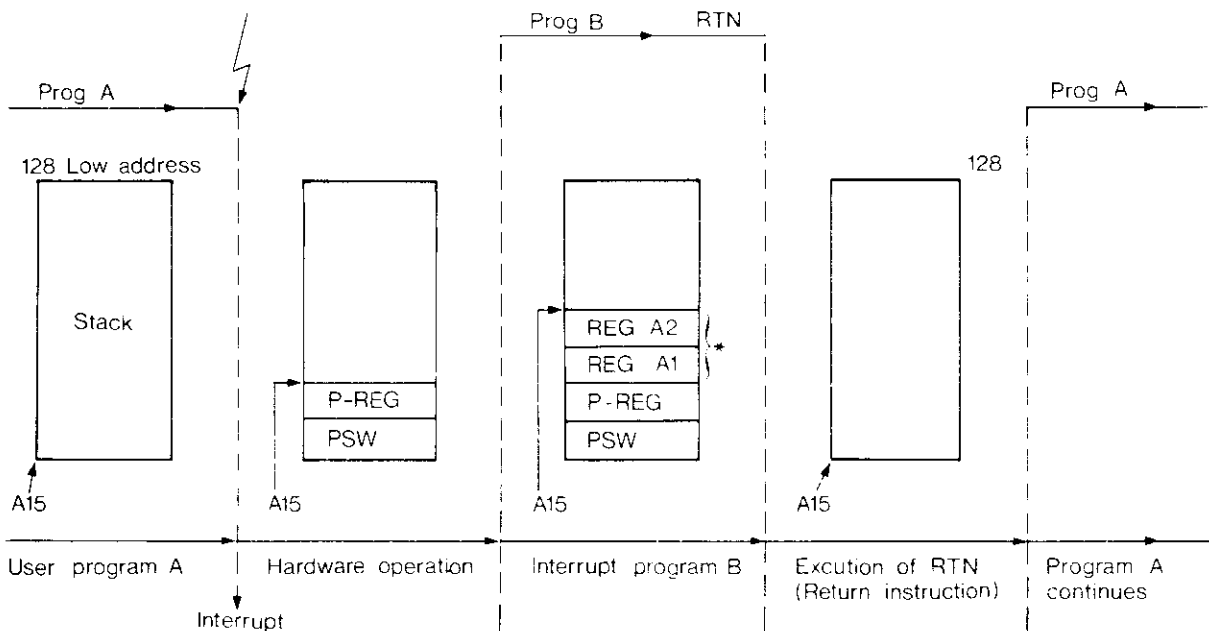 Prog B
RTN
Prog A
Prog A
128 Low address
128
Stack
REG A2
REG A1
*
P-REG
P-REG
PSW
PSW
A15
A15
A15
A15
User program A
Hardware operation
Interrupt program B
Excution of RTN
(Return instruction)
Program A
continues
Interrupt